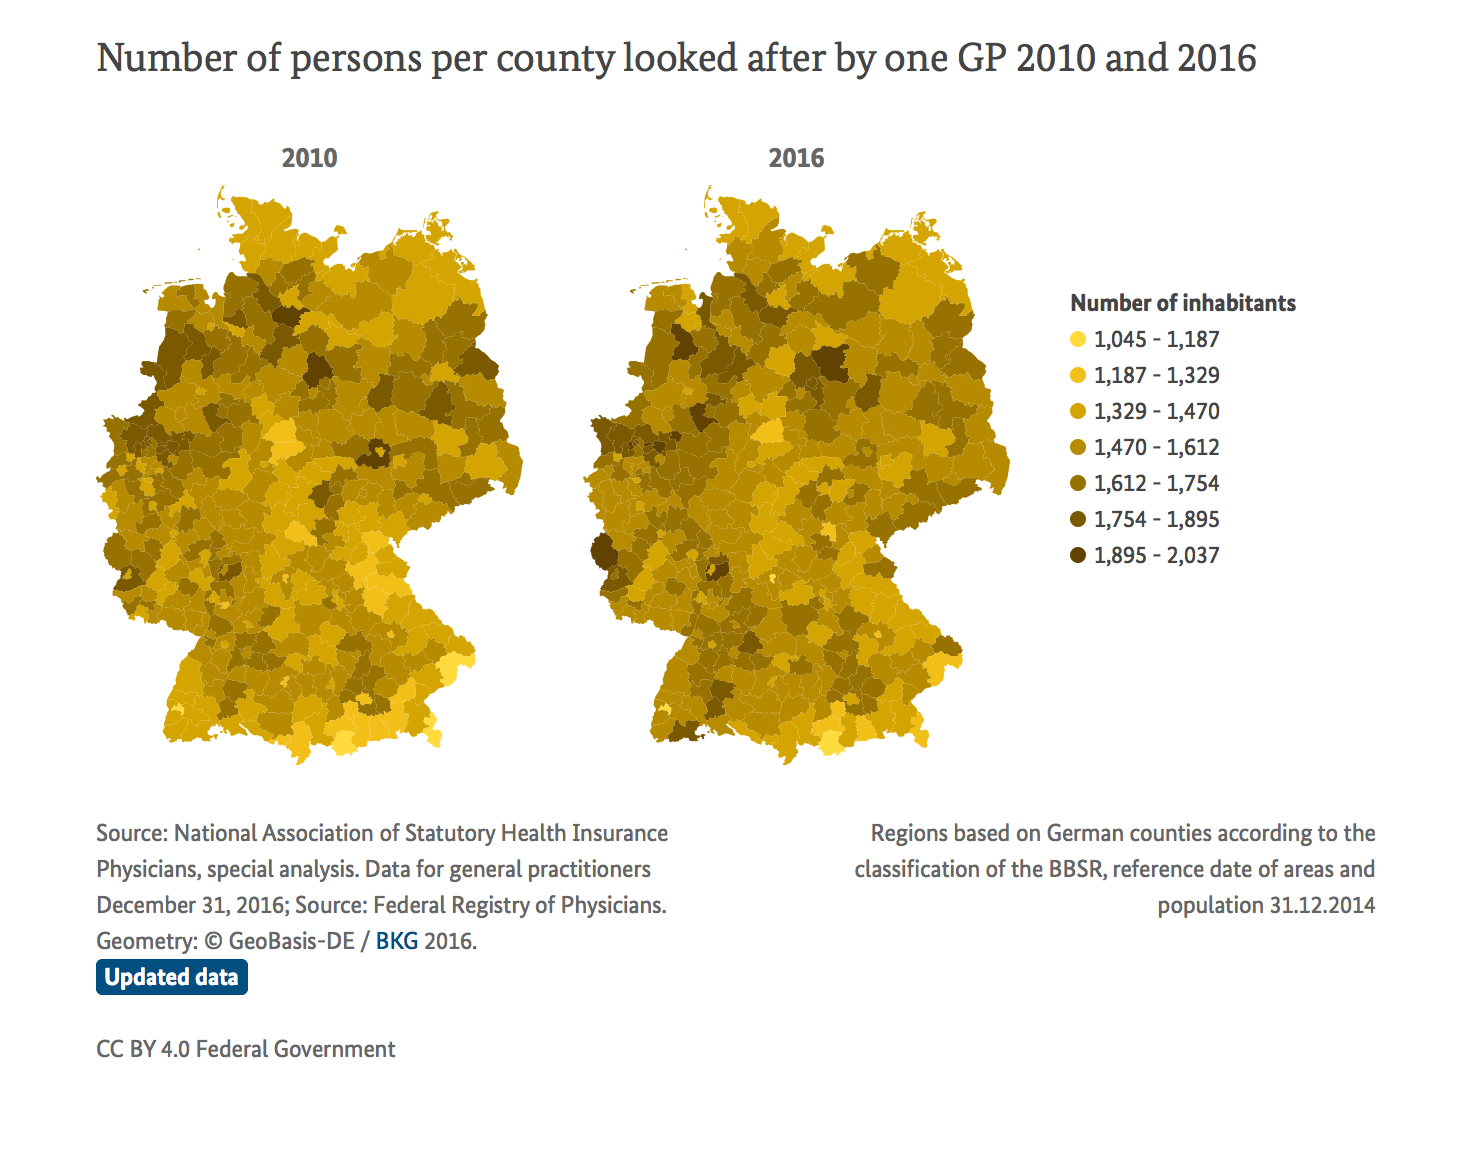 Number of persons per county looked after by one GP 2010 and 2016
2010
2016
Number of inhabitants
1,045 - 1,187
1,187 - 1,329
1,329 - 1,470
1,470 - 1,612
1,612 - 1,754
1,754 - 1,895
1,895 - 2,037
Source: National Association of Statutory Health Insurance
Physicians, special analysis. Data for general practitioners
December 31, 2016; Source: Federal Registry of Physicians.
Geometry: © GeoBasis-DE / BKG 2016.
Updated data
CC BY 4.0 Federal Government
Regions based on German counties according to the
classification of the BBSR, reference date of areas and
population 31.12.2014